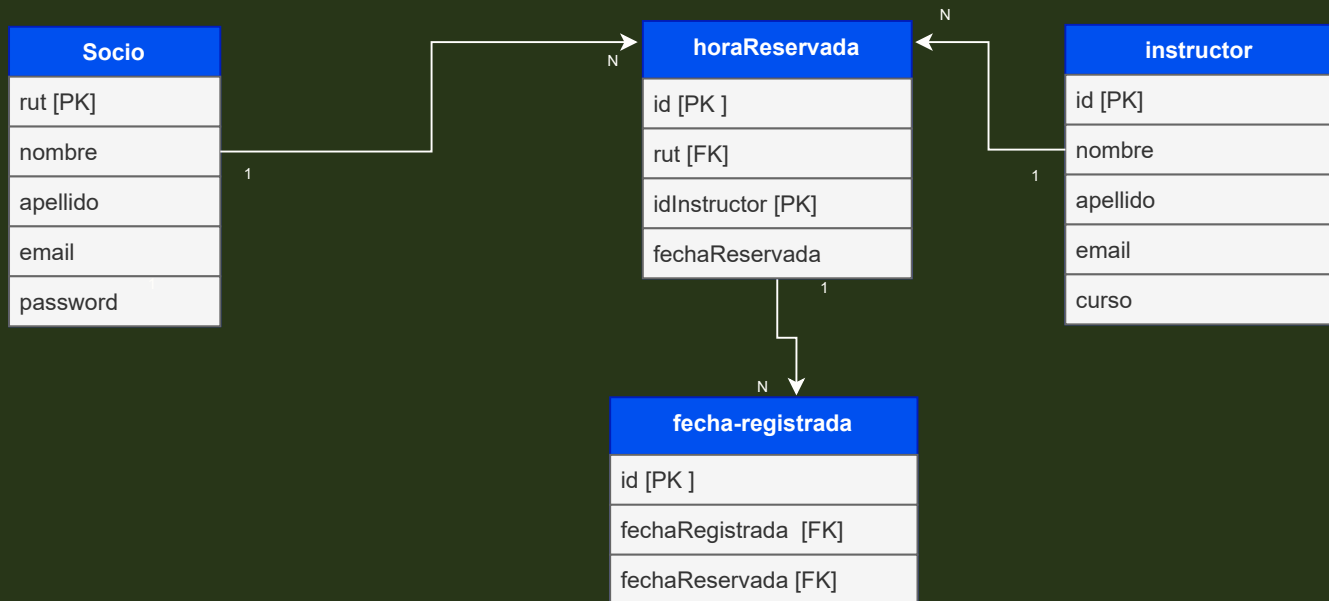 Socio
rut [PK]
nombre
apellido
email
password
1
1
N
horaReservada
id [PK ]
rut [FK]
idInstructor [PK]
fechaReservada
1
N
1
instructor
id [PK]
nombre
apellido
email
curso
N
fecha-registrada
id [PK ]
fechaRegistrada [FK]
fechaReservada [FK]